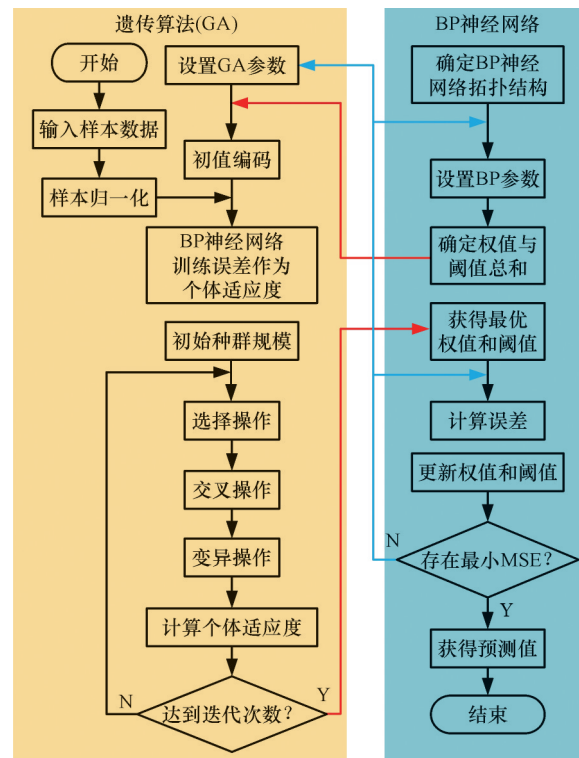 遗传算法(GA)
开始
设置GA参数
输入样本数据
初值编码
样本归一化
BP神经网络
训练误差作为
个体适应度
初始种群规模
选择操作
交叉操作
变异操作
计算个体适应度
达到迭代次数?
N
Y
BP神经网络
确定BP神经
网络拓扑结构
设置BP参数
确定权值与
阈值总和
获得最优
权值和阈值
计算误差
更新权值和阈值
存在最小MSE?
N
Y
获得预测值
结束